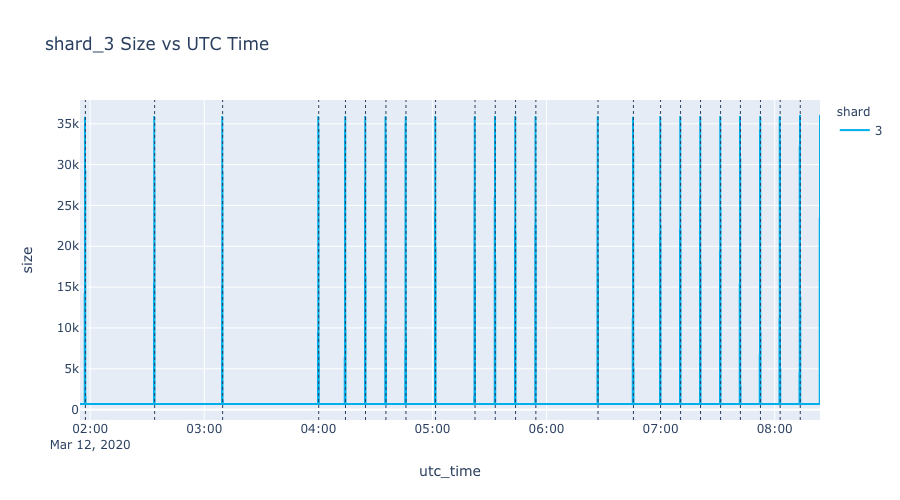 shard_3 Size vs UTC Time
shard
3
size
35k
30k
25k
20k
15k
10k
5k
0
02:00 03:00 04:00 05:00 06:00 07:00 08:00
Mar 12, 2020
utc_time